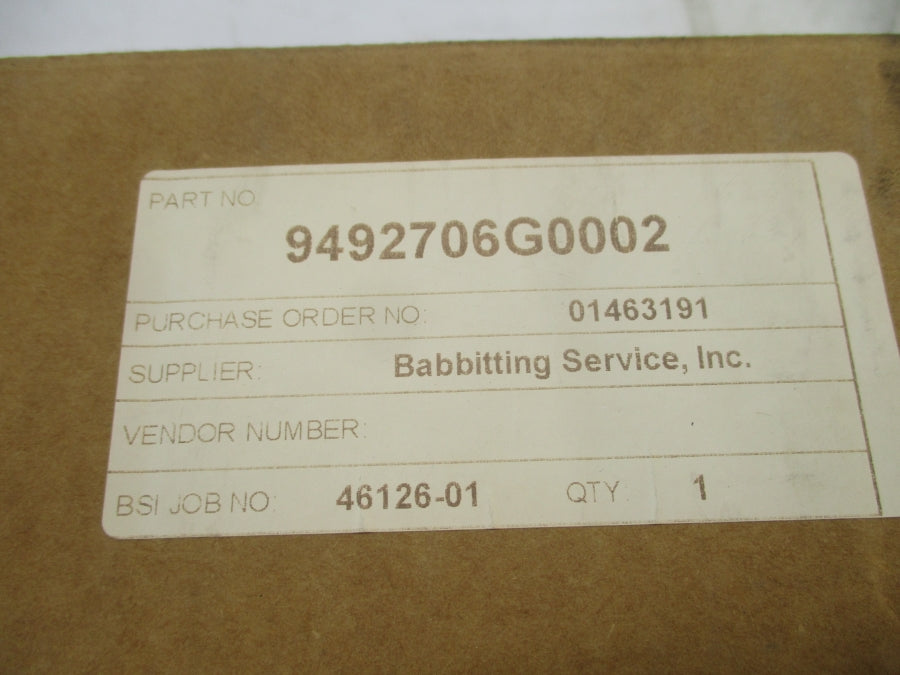 PART NO.
9492706G0002
PURCHASE ORDER NO: 01463191
SUPPLIER: Babbitting Service, Inc.
VENDOR NUMBER:
BSI JOB NO: 46126-01 QTY: 1